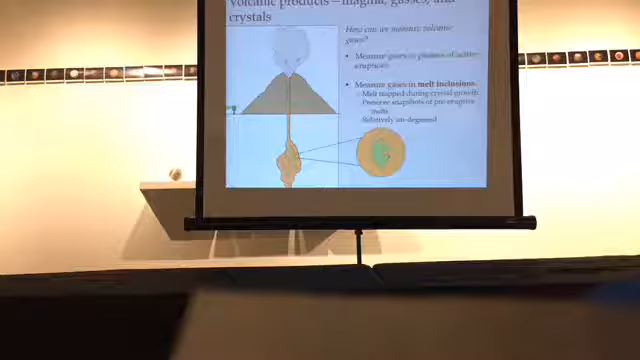 Volcanic products – magma, gasses, and
crystals
How can we measure volcanic
gases?
• Measure gases in plumes of active
eruptions
• Measure gases in melt inclusions.
– Melt trapped during crystal growth
– Preserve snapshots of pre-eruptive
melts
– Relatively un-degassed